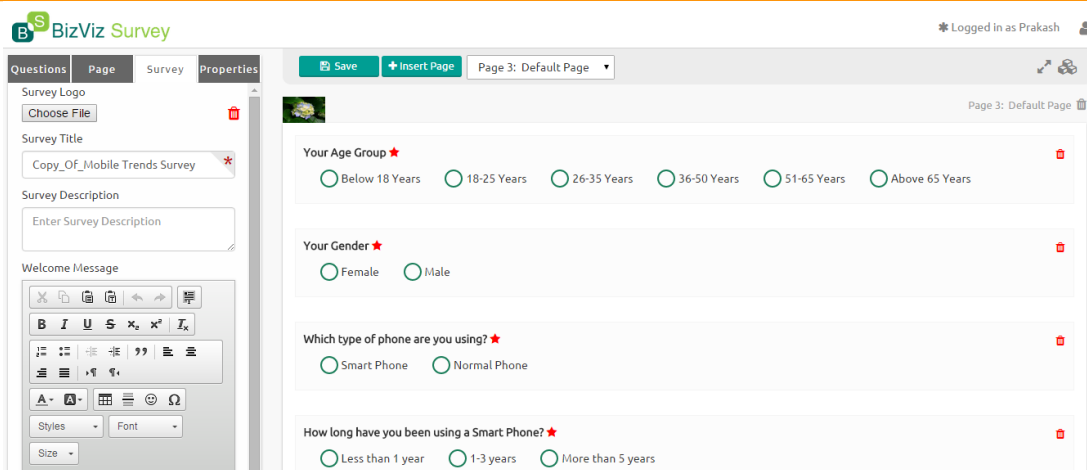 BS BizViz Survey
Logged in as Prakash
Questions Page Survey Properties
Save Insert Page Page 3: Default Page
Survey Logo
Choose File
Page 3: Default Page
Survey Title
Copy_Of_Mobile Trends Survey *
Survey Description
Enter Survey Description
Welcome Message
B I U S x₂ x² Tx
A A Ω
Styles Font
Size
Your Age Group
Below 18 Years 18-25 Years 26-35 Years 36-50 Years 51-65 Years Above 65 Years
Your Gender
Female Male
Which type of phone are you using?
Smart Phone Normal Phone
How long have you been using a Smart Phone?
Less than 1 year 1-3 years More than 5 years